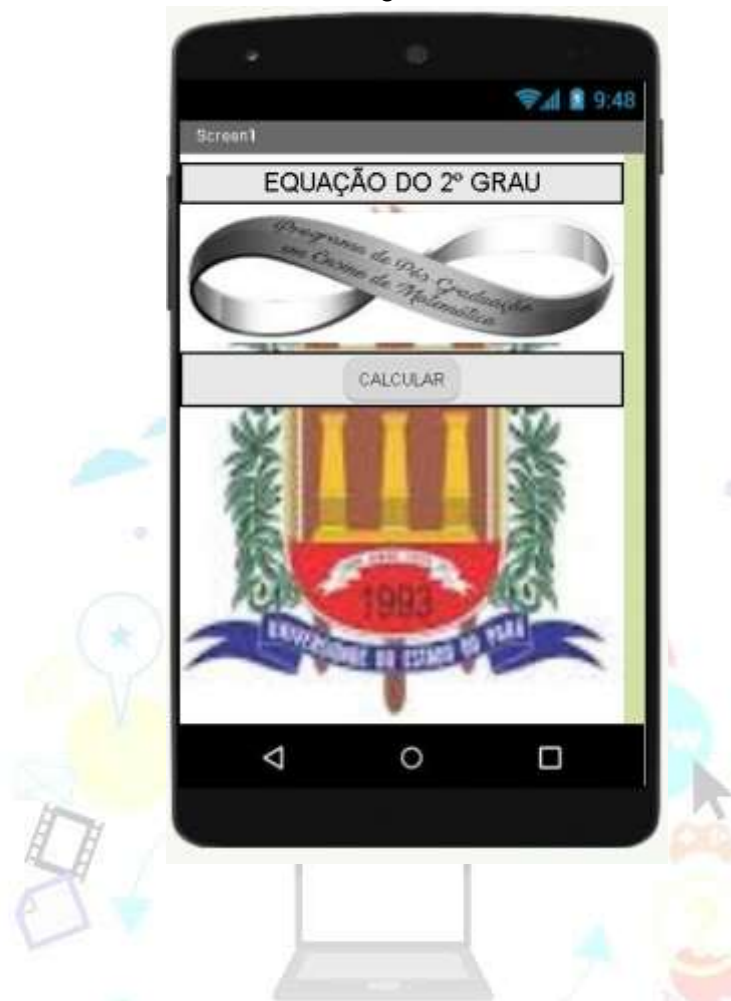 9:48
Screen1
EQUAÇÃO DO 2º GRAU
Programa de Pós Graduação
em Ensino de Matemática
CALCULAR
1993
UNIVERSIDADE DO ESTADO DO PARÁ